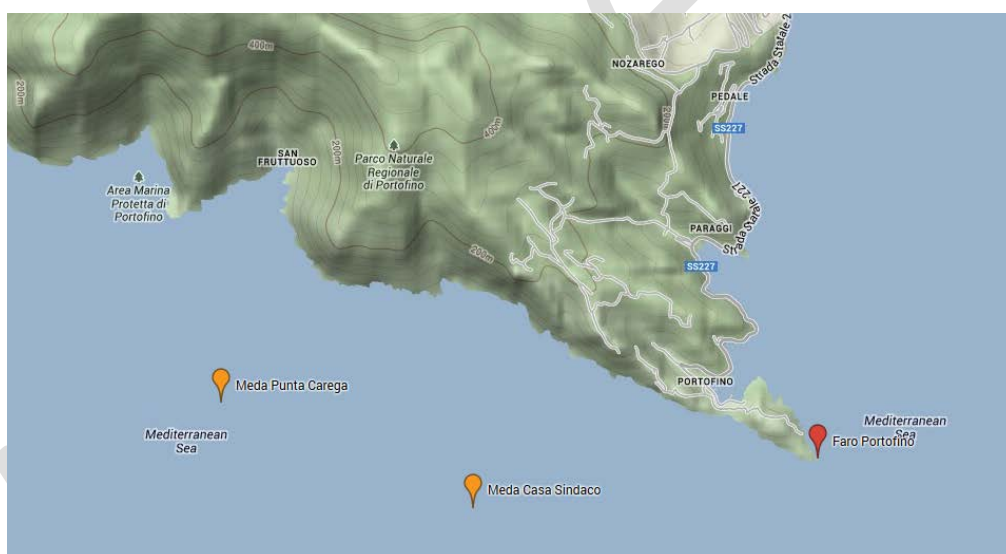 400m
200m
NOZAREGO
Strada Statale 2
PEDALE
200m
SS227
400m
SAN
FRUTTUOSO
200m
Parco Naturale
Regionale
di Portofino
Area Marina
Protetta di
Portofino
Strada Statale 227
PARAGGI
200m
SS227
Meda Punta Carega
PORTOFINO
Mediterranean
Sea
Mediterranean
Sea
Faro Portofino
Meda Casa Sindaco